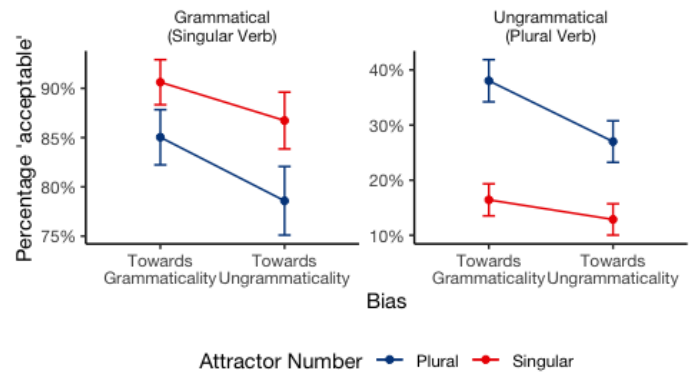 Grammatical
(Singular Verb)
Ungrammatical
(Plural Verb)
Percentage 'acceptable'
90%
85%
80%
75%
40%
30%
20%
10%
Towards
Grammaticality
Towards
Ungrammaticality
Towards
Grammaticality
Towards
Ungrammaticality
Bias
Attractor Number Plural Singular